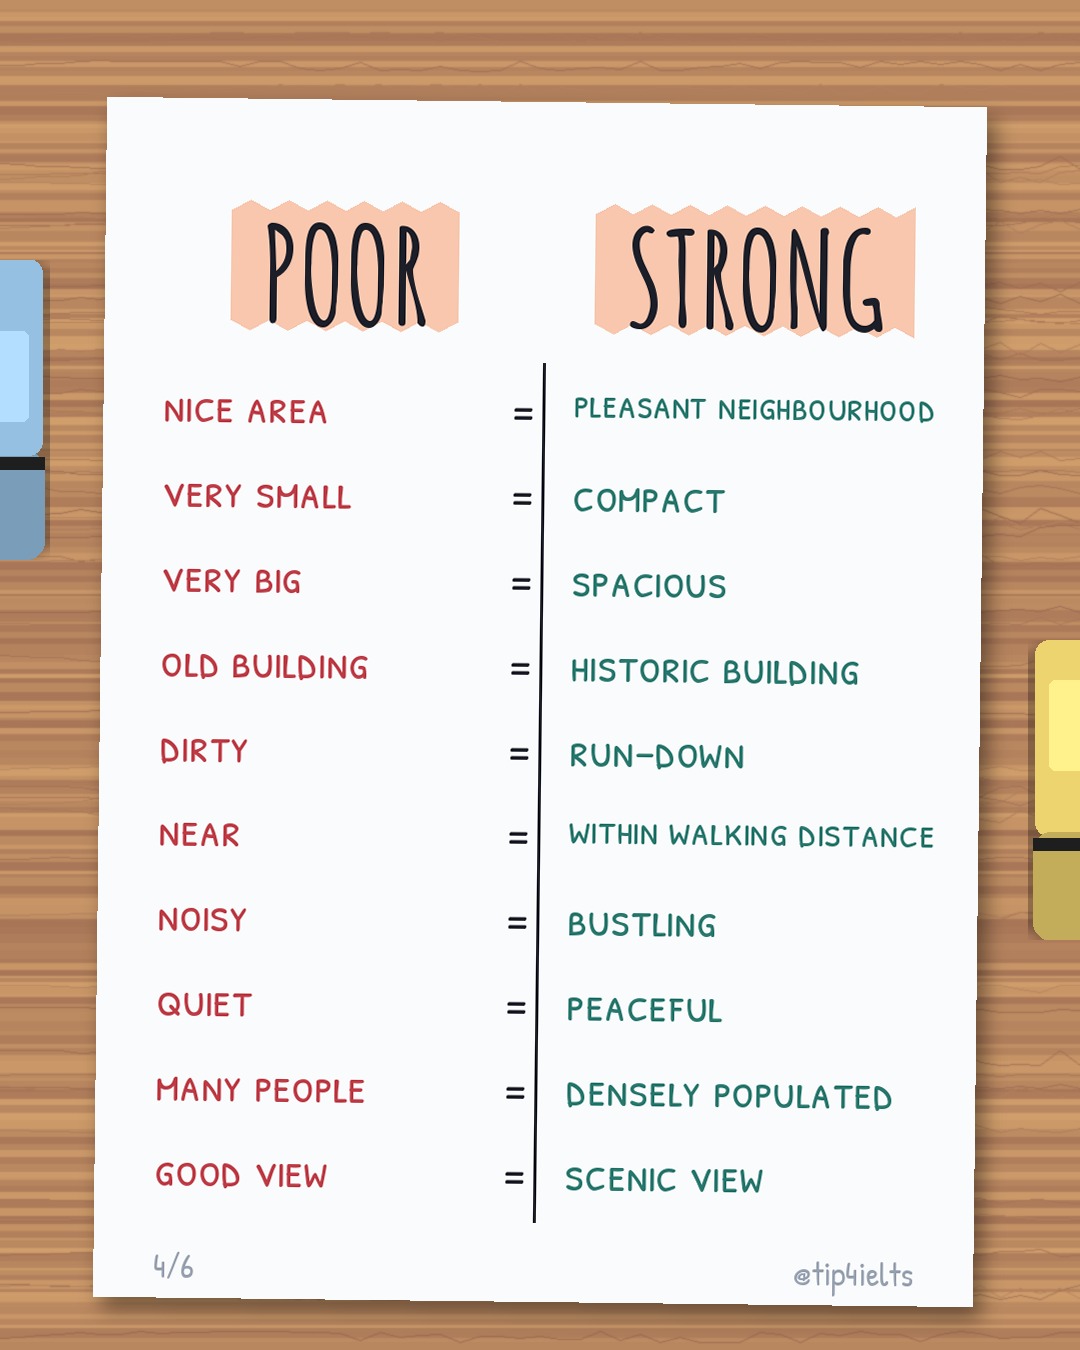 POOR STRONG
NICE AREA = PLEASANT NEIGHBOURHOOD
VERY SMALL = COMPACT
VERY BIG = SPACIOUS
OLD BUILDING = HISTORIC BUILDING
DIRTY = RUN-DOWN
NEAR = WITHIN WALKING DISTANCE
NOISY = BUSTLING
QUIET = PEACEFUL
MANY PEOPLE = DENSELY POPULATED
GOOD VIEW = SCENIC VIEW
4/6 @tip4ielts